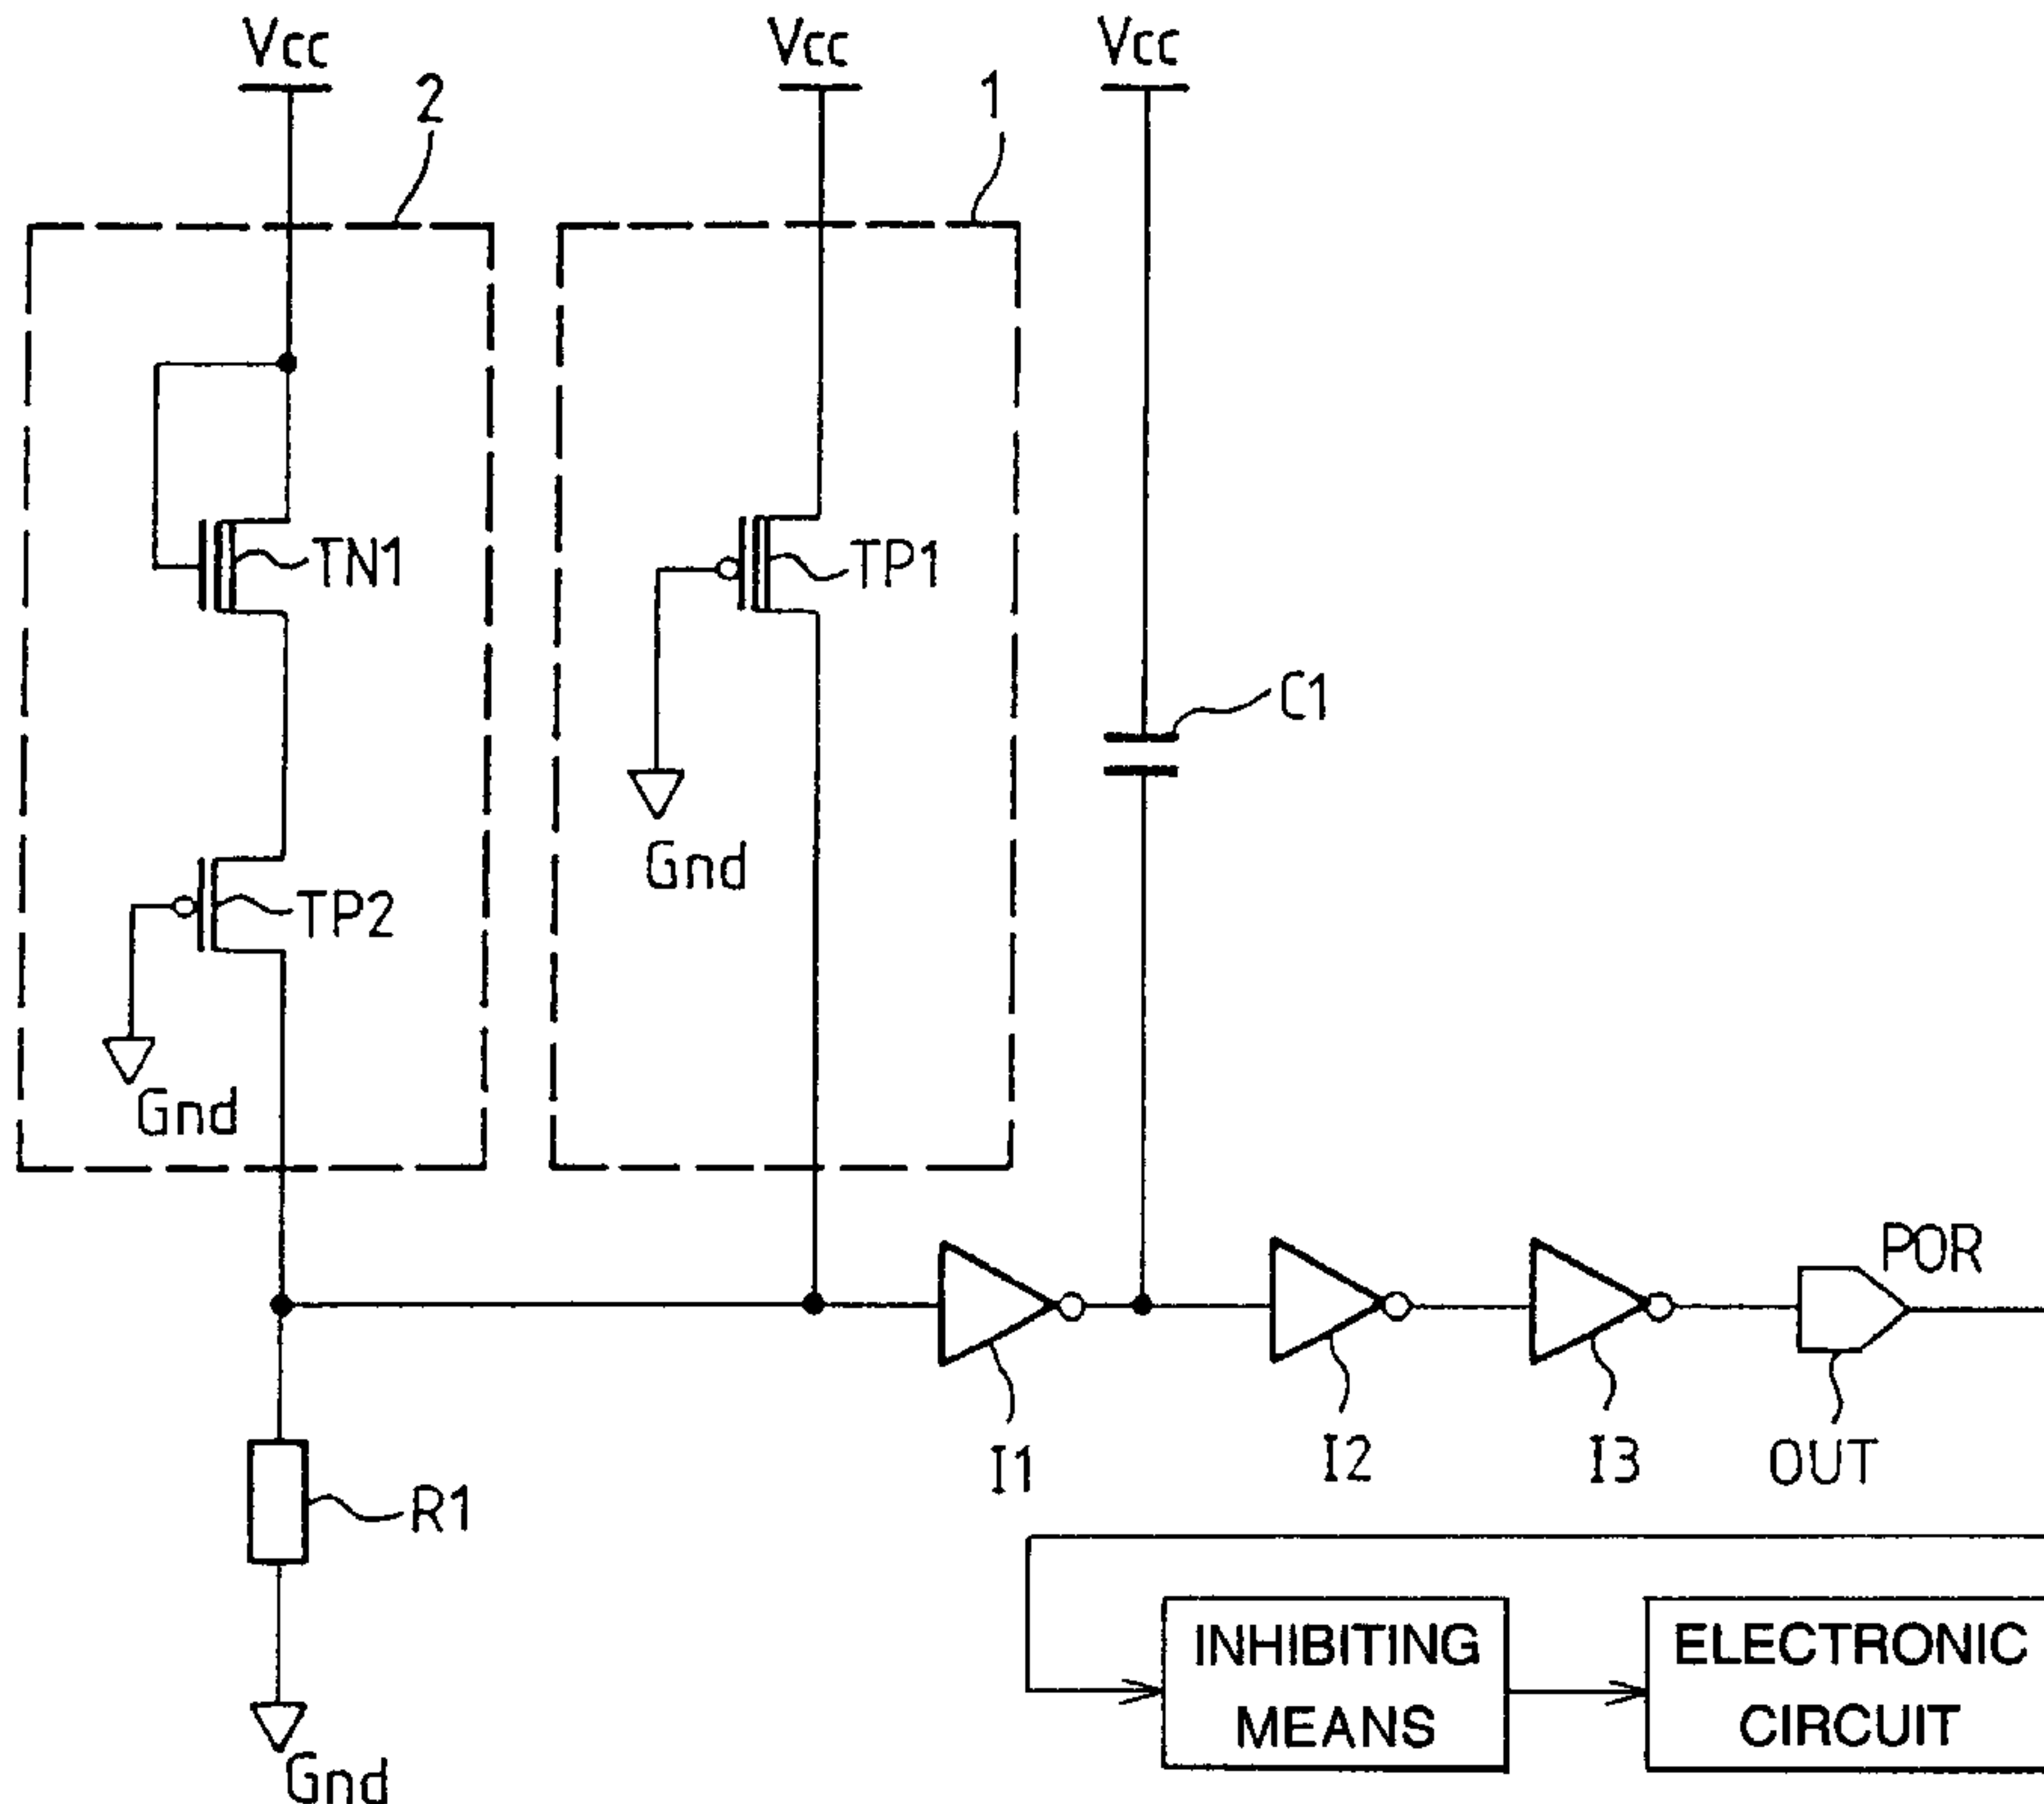 Vcc
Vcc
Vcc
2
1
TN1
TP1
C1
Gnd
TP2
Gnd
POR
I1
I2
I3
OUT
R1
INHIBITING
MEANS
ELECTRONIC
CIRCUIT
Gnd